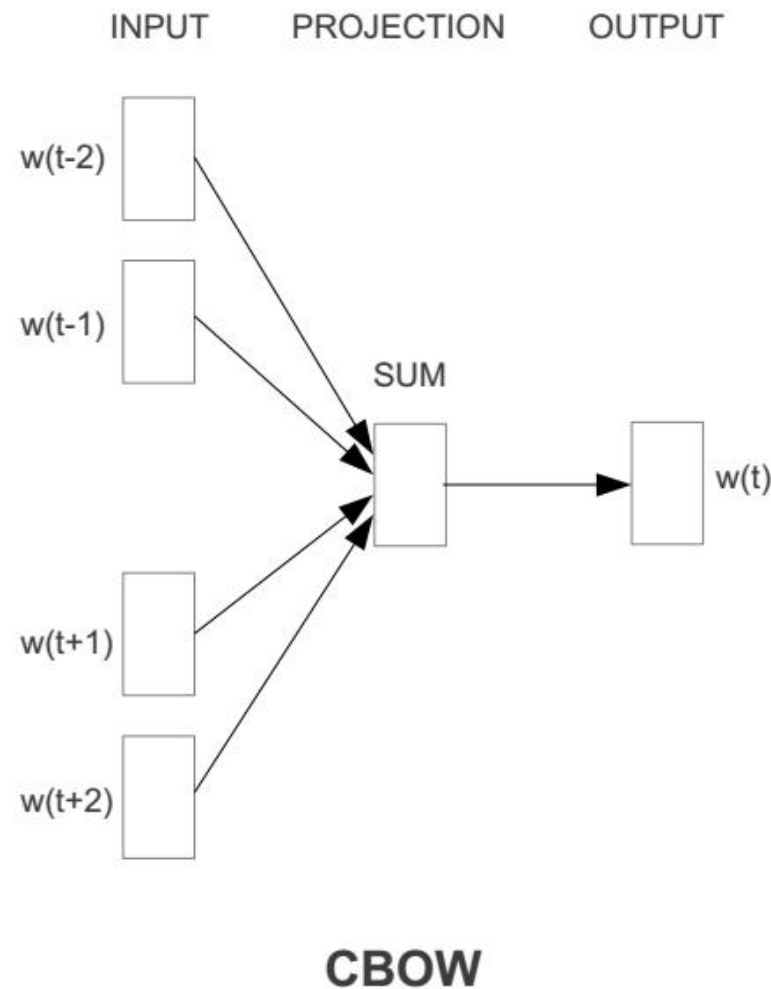 INPUT PROJECTION OUTPUT
w(t-2)
w(t-1)
SUM
w(t)
w(t+1)
w(t+2)
CBOW